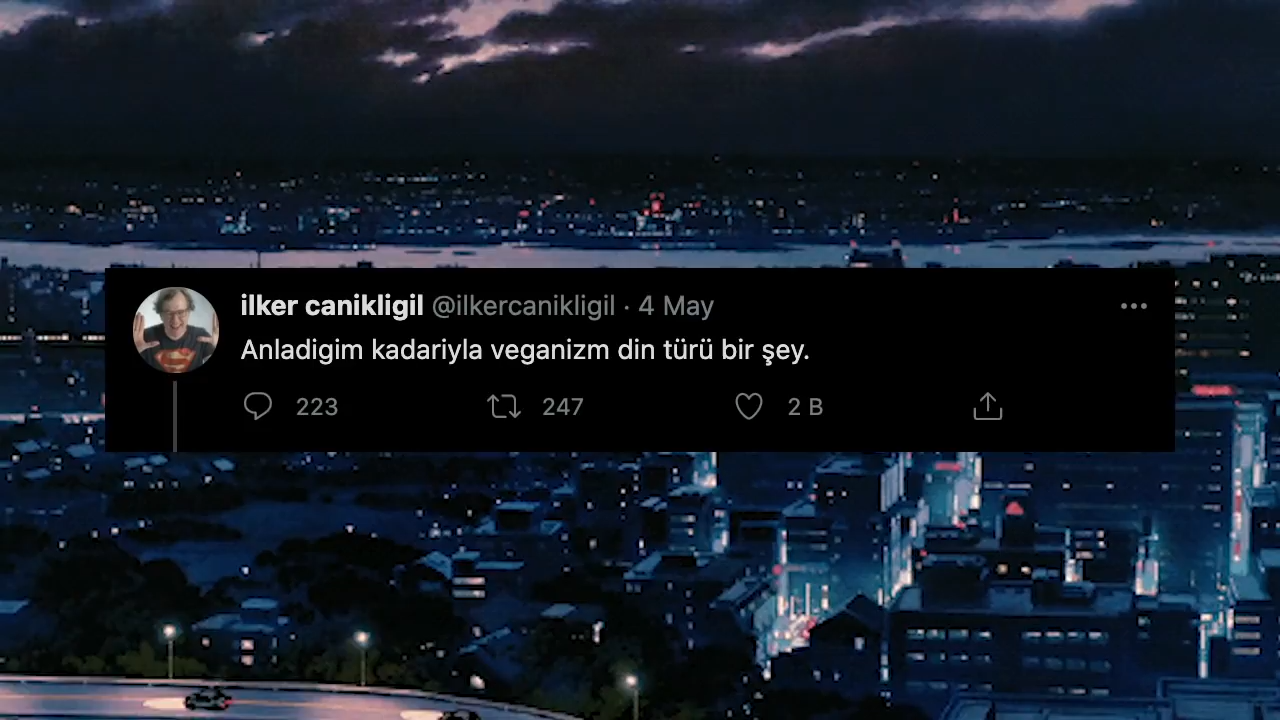 ilker canikligil @ilkercanikligil · 4 May
Anladigim kadariyla veganizm din türü bir şey.
223 247 2 B